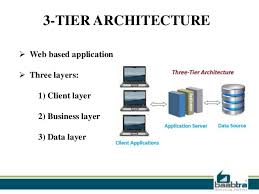 3-TIER ARCHITECTURE
➢ Web based application
➢ Three layers:
1) Client layer
2) Business layer
3) Data layer
Three-Tier Architecture
Application Server
Data Source
Client Applications
baabtra